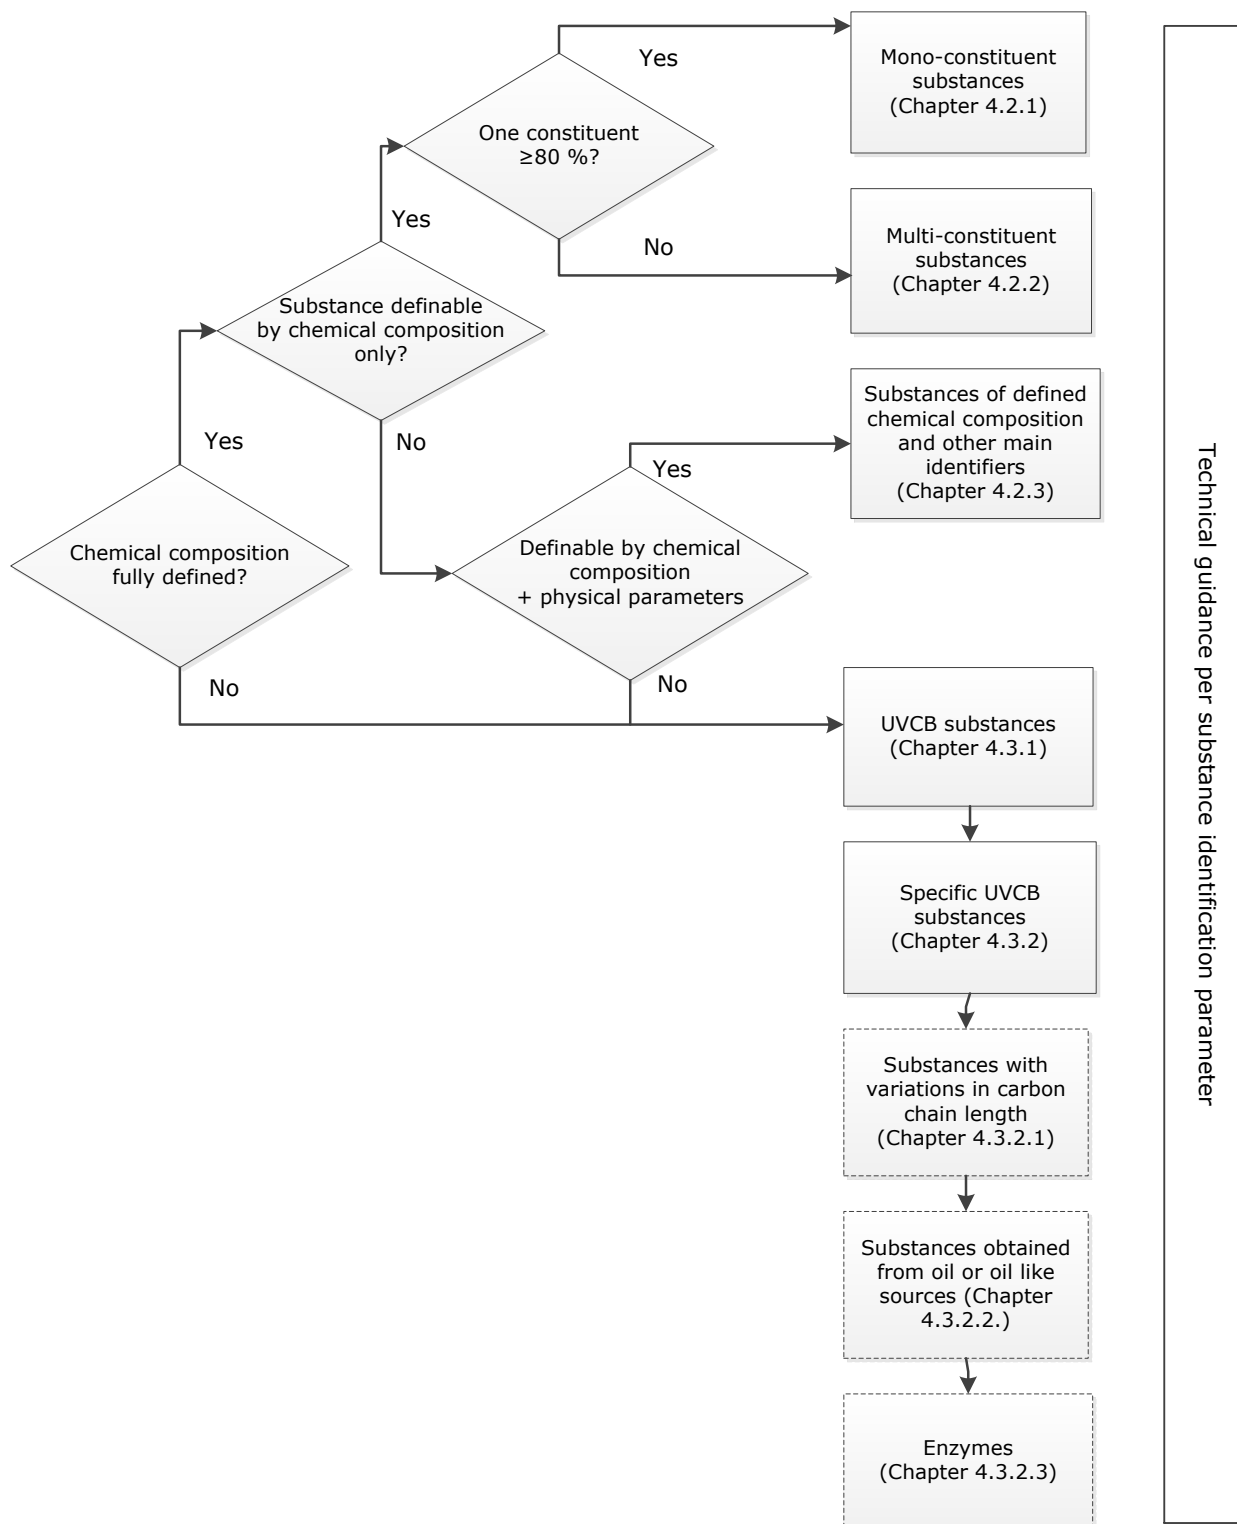 Yes
Mono-constituent
substances
(Chapter 4.2.1)
One constituent
≥80 %?
Yes
No
Multi-constituent
substances
(Chapter 4.2.2)
Substance definable
by chemical composition
only?
Yes
No
Substances of defined
chemical composition
and other main
identifiers
(Chapter 4.2.3)
Yes
Chemical composition
fully defined?
Definable by chemical
composition
+ physical parameters
No
No
UVCB substances
(Chapter 4.3.1)
Specific UVCB
substances
(Chapter 4.3.2)
Substances with
variations in carbon
chain length
(Chapter 4.3.2.1)
Substances obtained
from oil or oil like
sources (Chapter
4.3.2.2.)
Enzymes
(Chapter 4.3.2.3)
Technical guidance per substance identification parameter